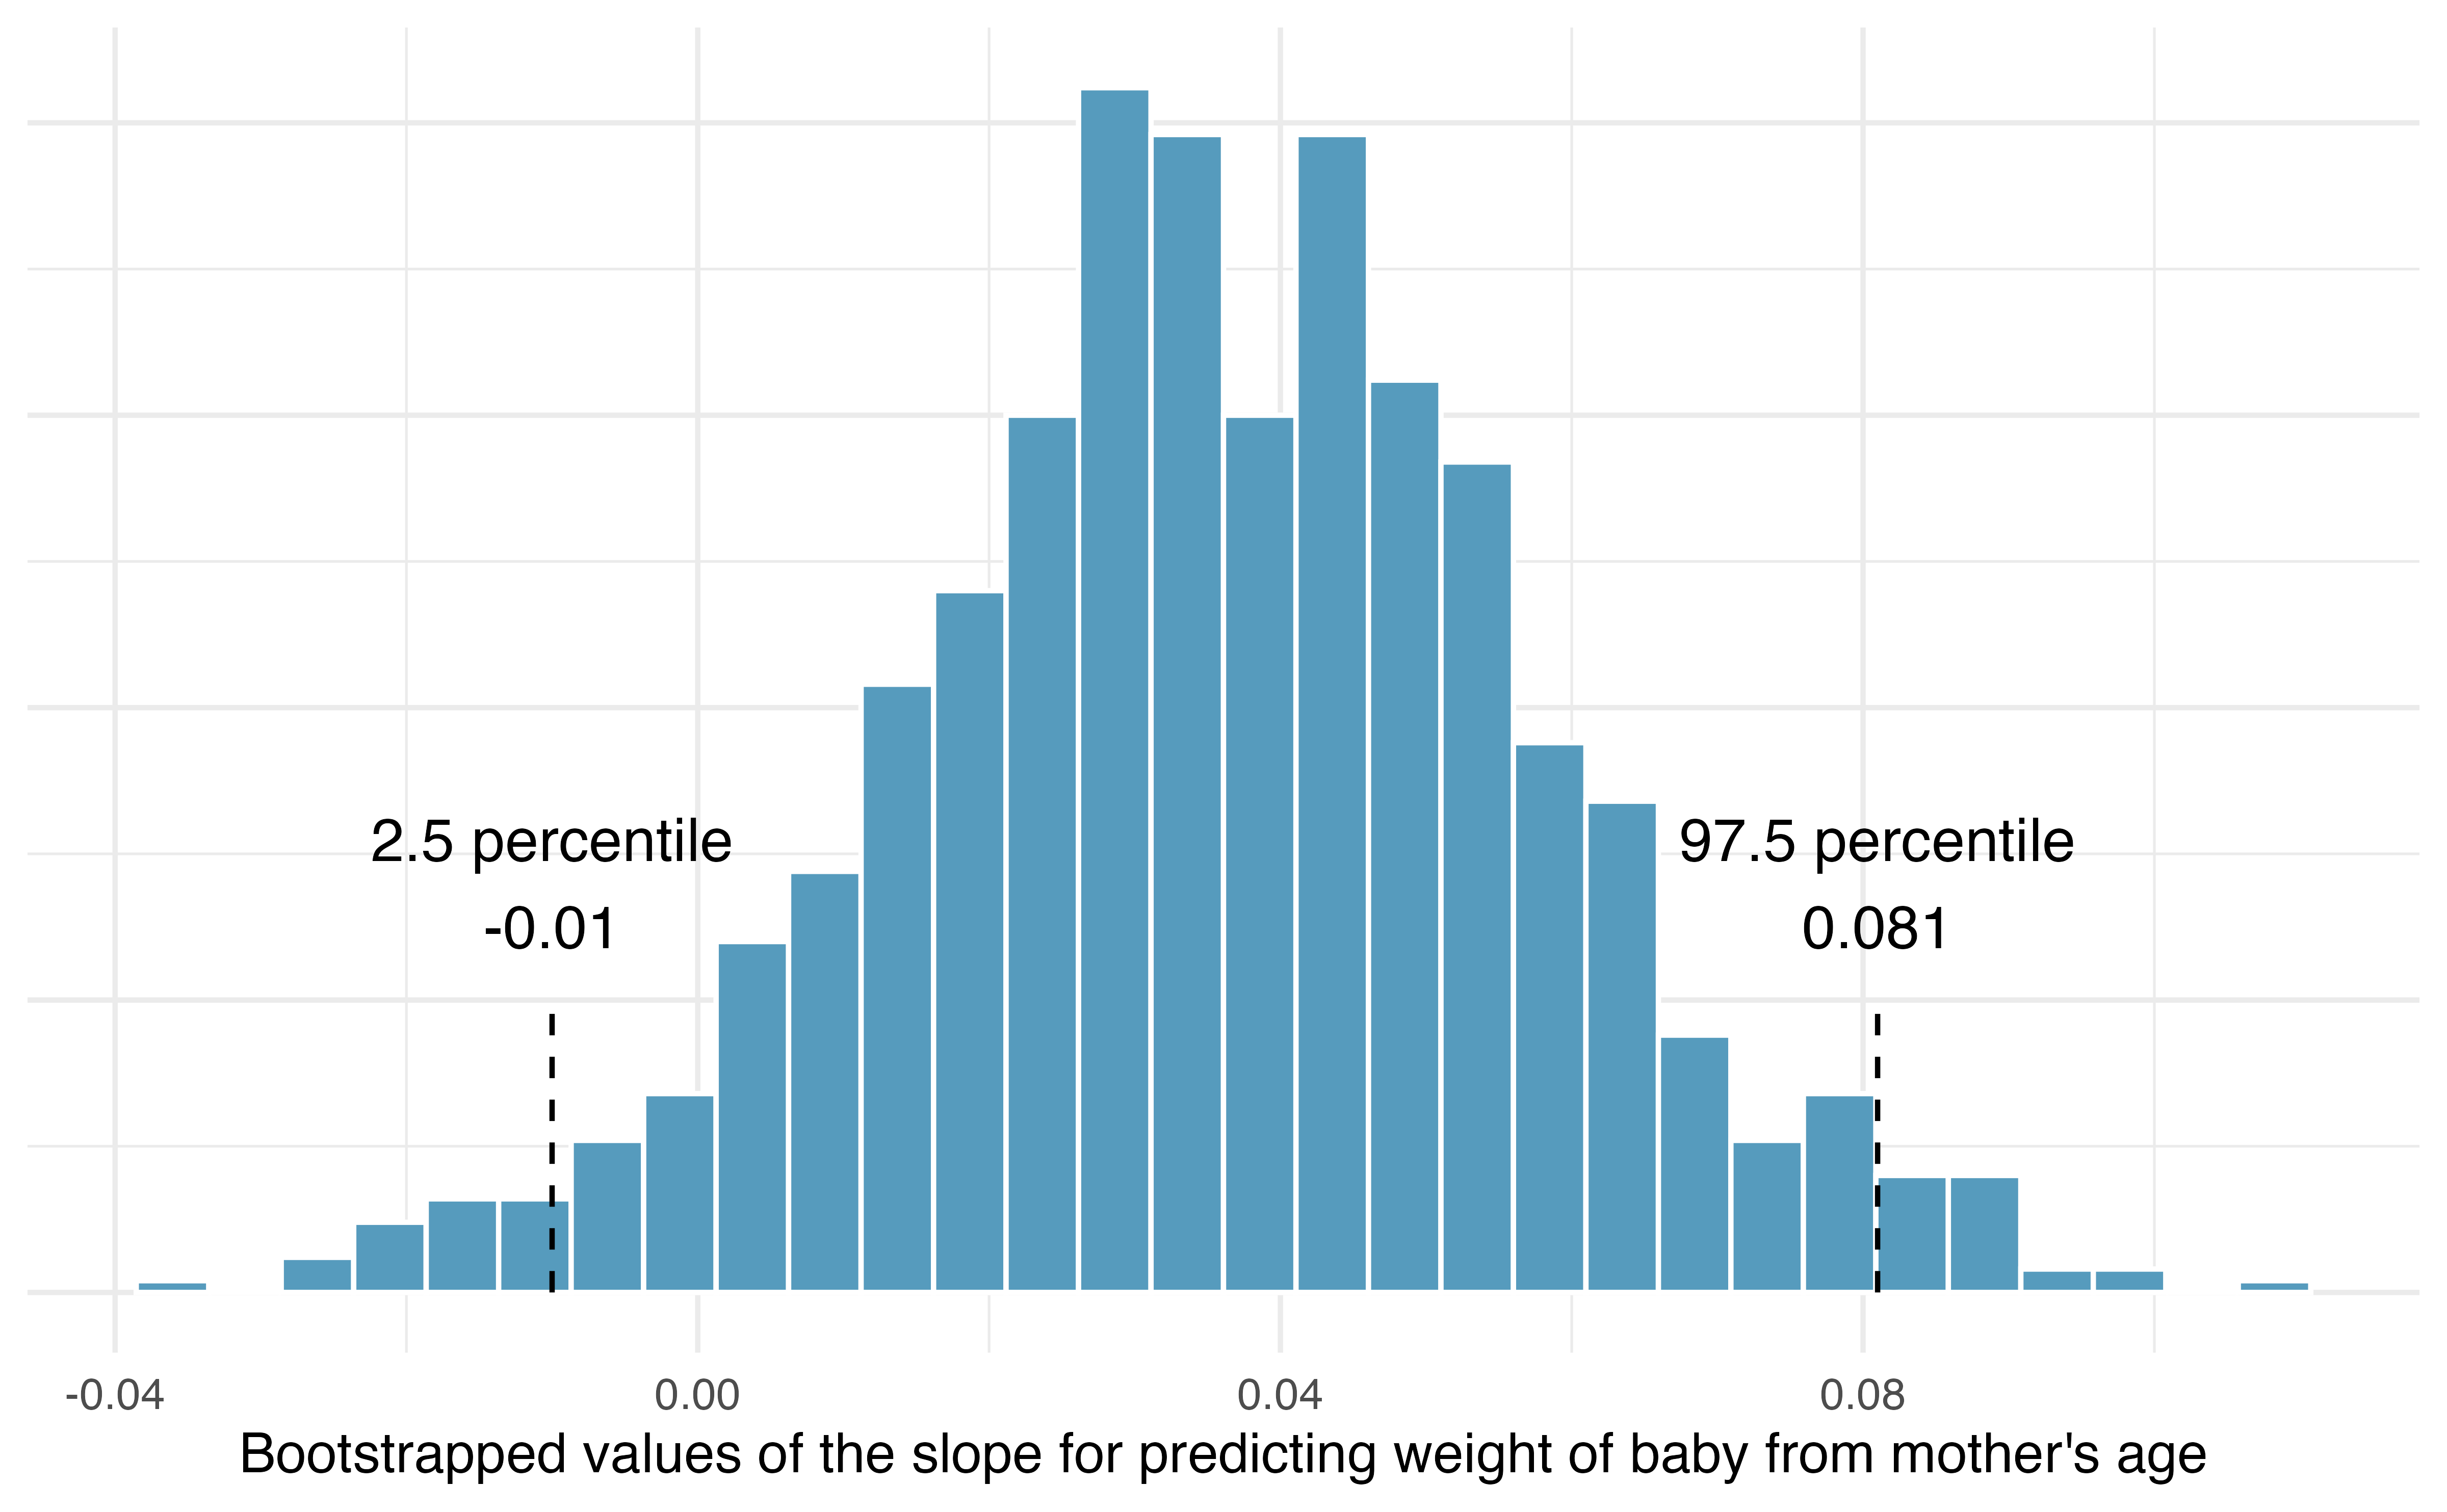 2.5 percentile
-0.01
97.5 percentile
0.081
-0.04
0.00
0.04
0.08
Bootstrapped values of the slope for predicting weight of baby from mother's age